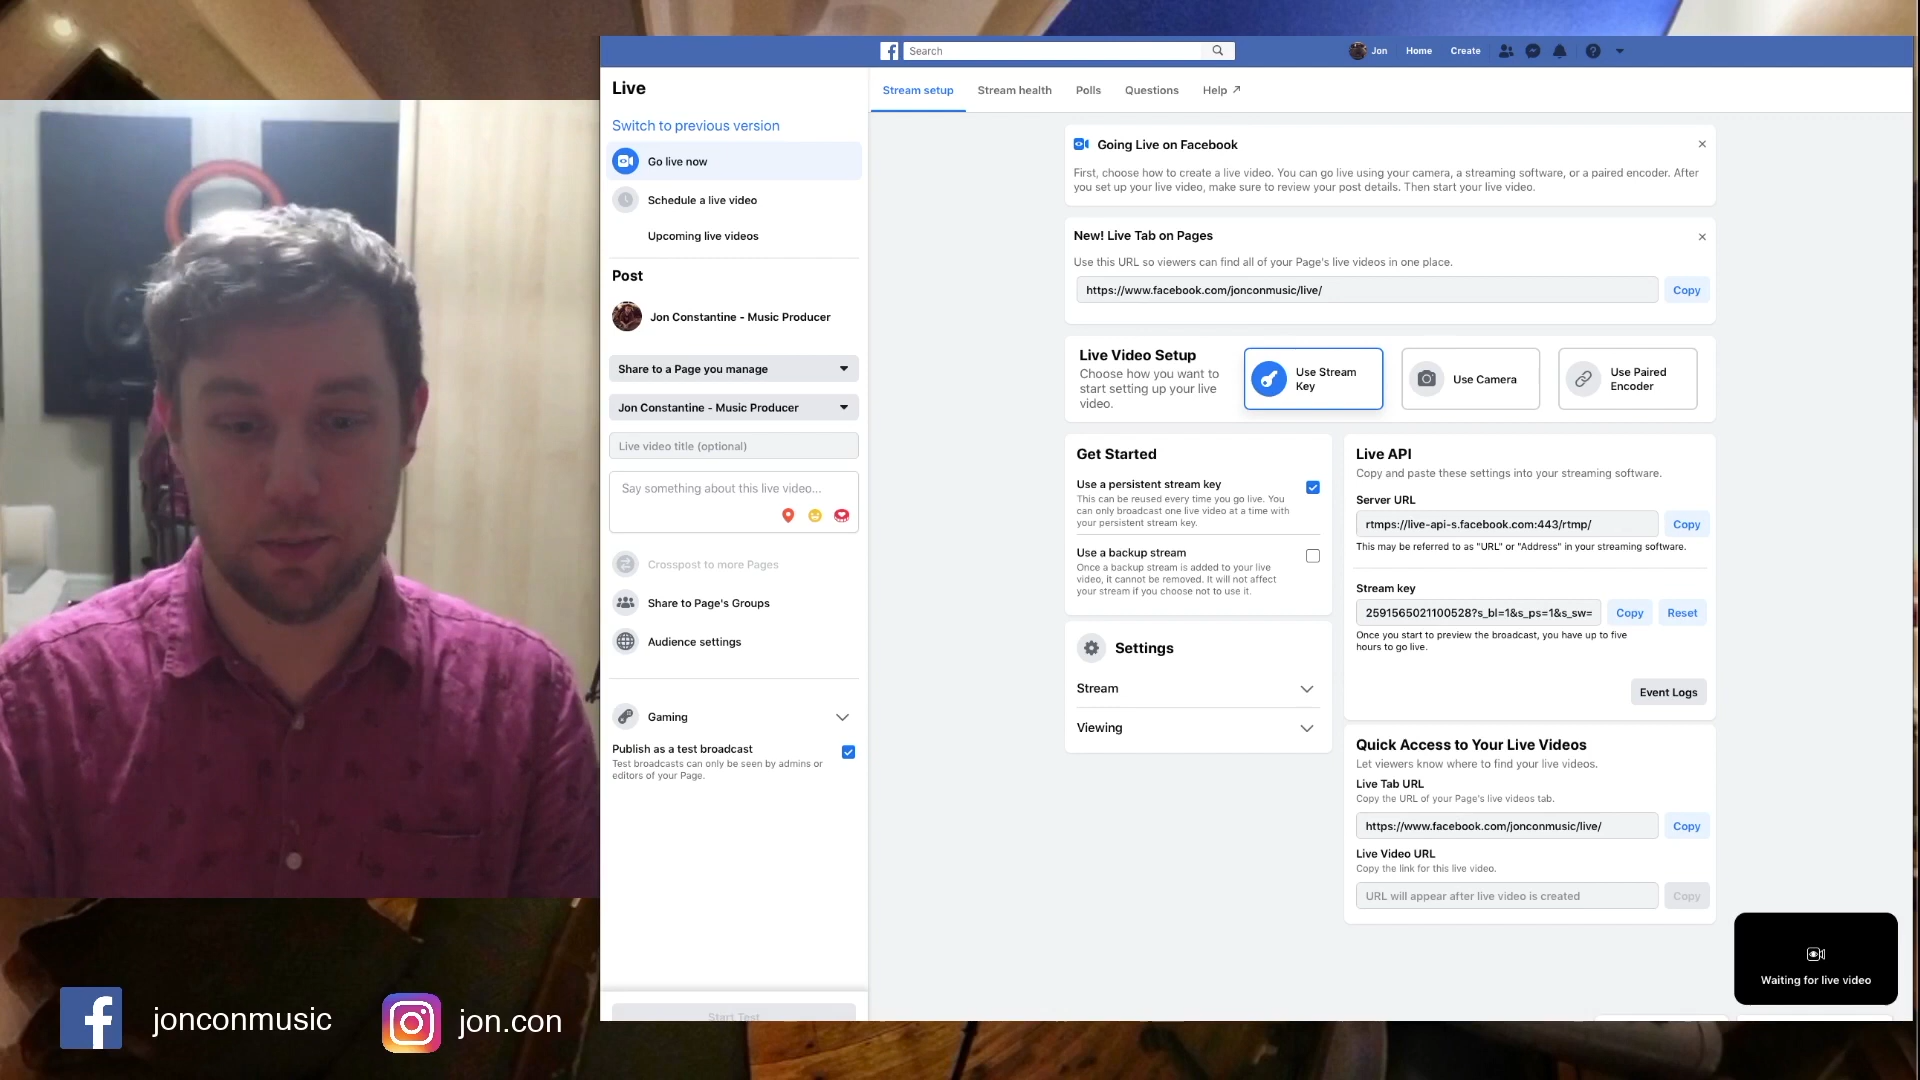 Search
Jon
Home
Create
Live
Switch to previous version
Go live now
Schedule a live video
Upcoming live videos
Post
Jon Constantine - Music Producer
Share to a Page you manage
Jon Constantine - Music Producer
Live video title (optional)
Say something about this live video...
Crosspost to more Pages
Share to Page's Groups
Audience settings
Gaming
Publish as a test broadcast
Test broadcasts can only be seen by admins or
editors of your Page.
Start Test
Stream setup
Stream health
Polls
Questions
Help
Going Live on Facebook
First, choose how to create a live video. You can go live using your camera, a streaming software, or a paired encoder. After
you set up your live video, make sure to review your post details. Then start your live video.
New! Live Tab on Pages
Use this URL so viewers can find all of your Page's live videos in one place.
https://www.facebook.com/jonconmusic/live/
Copy
Live Video Setup
Choose how you want to
start setting up your live
video.
Use Stream
Key
Use Camera
Use Paired
Encoder
Get Started
Use a persistent stream key
This can be reused every time you go live. You
can only broadcast one live video at a time with
your persistent stream key.
Use a backup stream
Once a backup stream is added to your live
video, it cannot be removed. It will not affect
your stream if you choose not to use it.
Settings
Stream
Viewing
Live API
Copy and paste these settings into your streaming software.
Server URL
rtmps://live-api-s.facebook.com:443/rtmp/
Copy
This may be referred to as "URL" or "Address" in your streaming software.
Stream key
2591565021100528?s_bl=1&s_ps=1&s_sw=
Copy
Reset
Once you start to preview the broadcast, you have up to five
hours to go live.
Event Logs
Quick Access to Your Live Videos
Let viewers know where to find your live videos.
Live Tab URL
Copy the URL of your Page's live videos tab.
https://www.facebook.com/jonconmusic/live/
Copy
Live Video URL
Copy the link for this live video.
URL will appear after live video is created
Copy
Waiting for live video
jonconmusic
jon.con